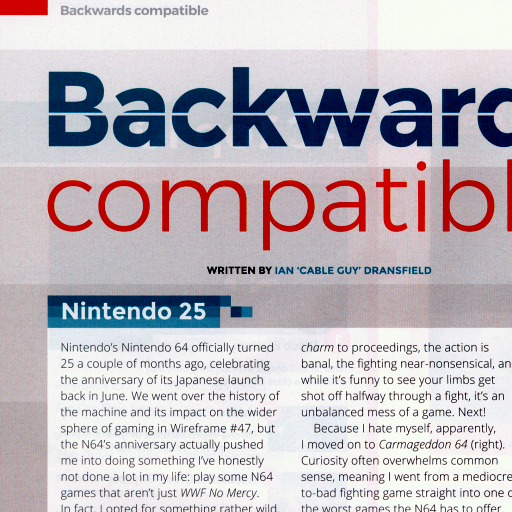 Backwards compatible
Backward
compatibl
WRITTEN BY IAN 'CABLE GUY' DRANSFIELD
Nintendo 25
Nintendo's Nintendo 64 officially turned
25 a couple of months ago, celebrating
the anniversary of its Japanese launch
back in June. We went over the history of
the machine and its impact on the wider
sphere of gaming in Wireframe #47, but
the N64's anniversary actually pushed
me into doing something I've honestly
not done a lot in my life: play some N64
games that aren't just WWF No Mercy.
In fact, I opted for something rather wild,
charm to proceedings, the action is
banal, the fighting near-nonsensical, an
while it's funny to see your limbs get
shot off halfway through a fight, it's an
unbalanced mess of a game. Next!
Because I hate myself, apparently,
I moved on to Carmageddon 64 (right).
Curiosity often overwhelms common
sense, meaning I went from a mediocre
to-bad fighting game straight into one o
the worst games the N64 has to offer